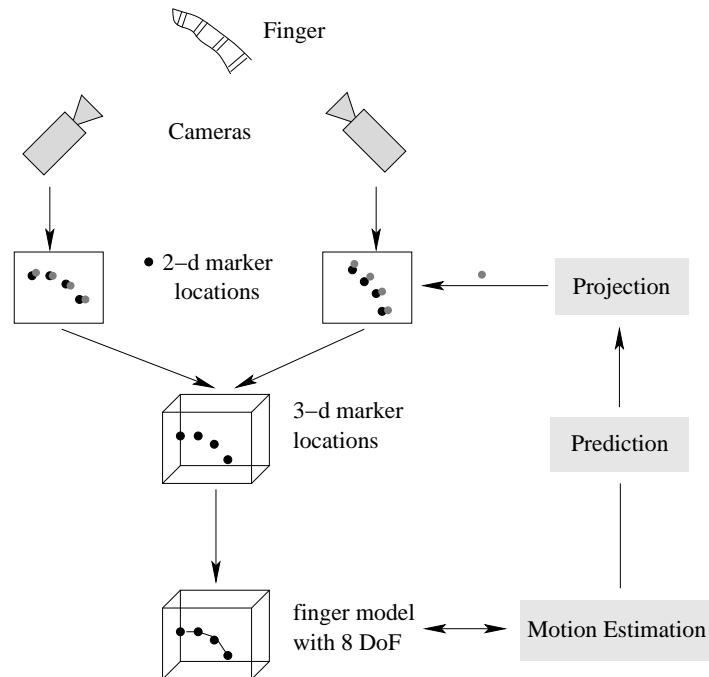 Finger
Cameras
2−d marker
locations
Projection
3−d marker
locations
Prediction
finger model
with 8 DoF
Motion Estimation